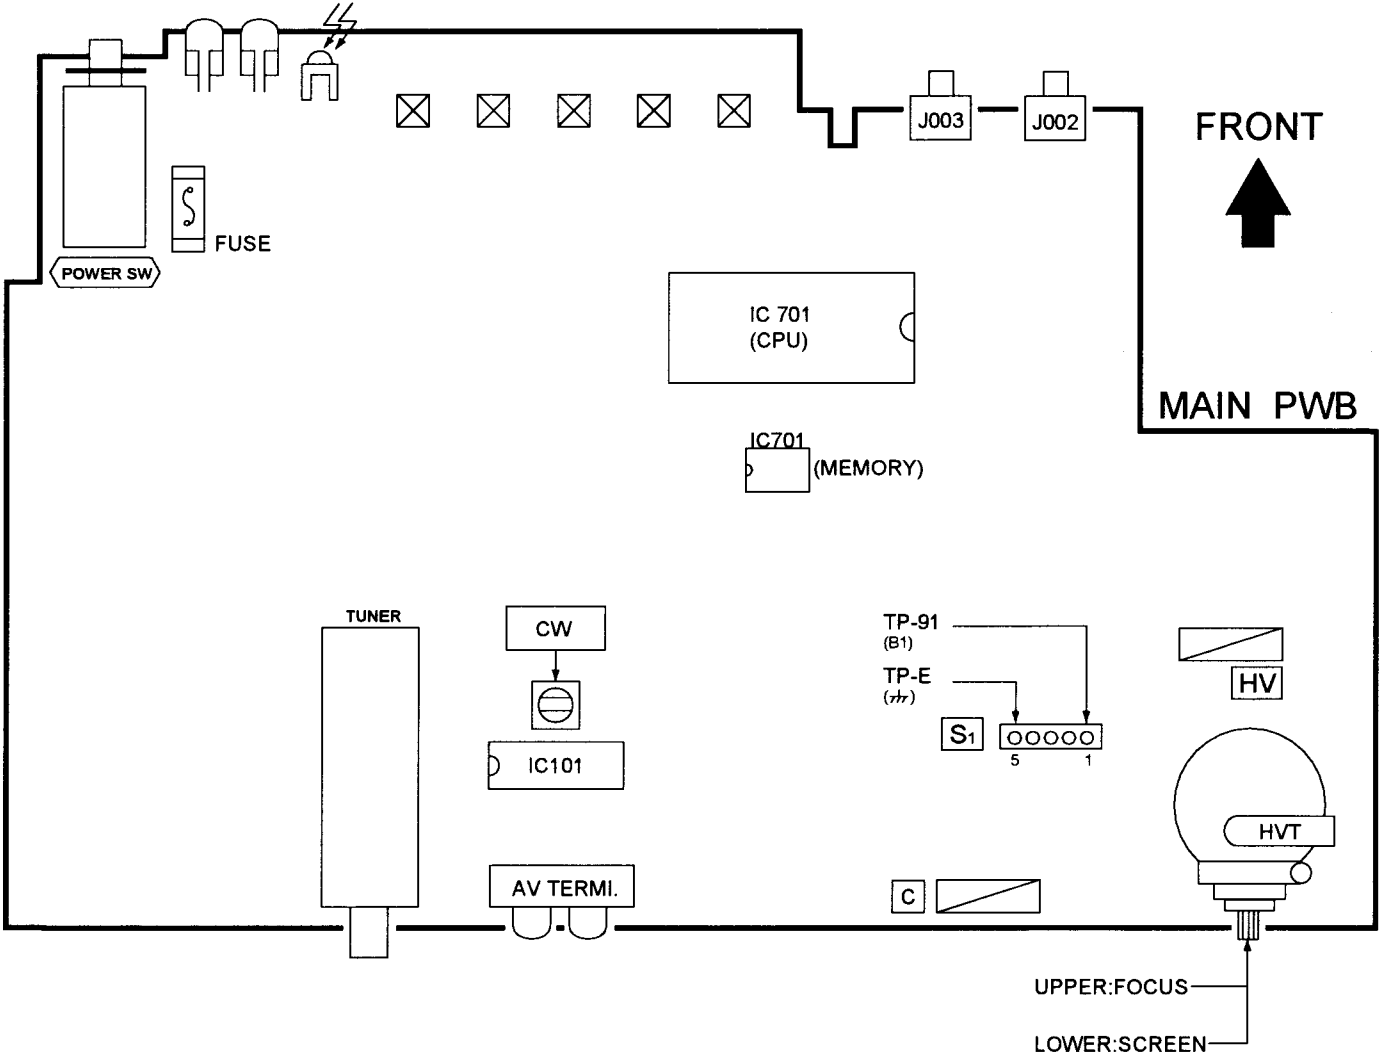 J003
J002
FRONT
FUSE
POWER SW
IC 701
(CPU)
MAIN PWB
IC701
(MEMORY)
TUNER
CW
TP-91
(B1)
TP-E
HV
S1
5 1
IC101
HVT
AV TERMI.
C
UPPER:FOCUS
LOWER:SCREEN